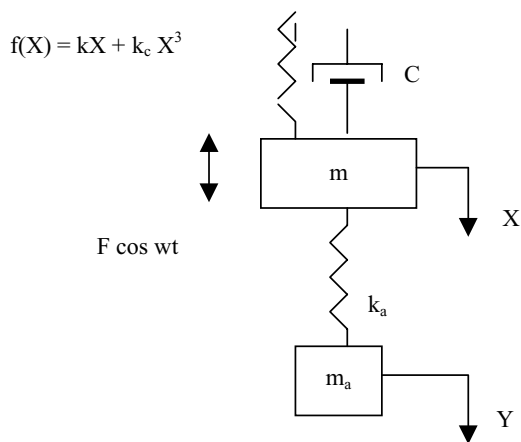 f(X) = kX + k_c X^3
C
m
X
F cos wt
k_a
m_a
Y